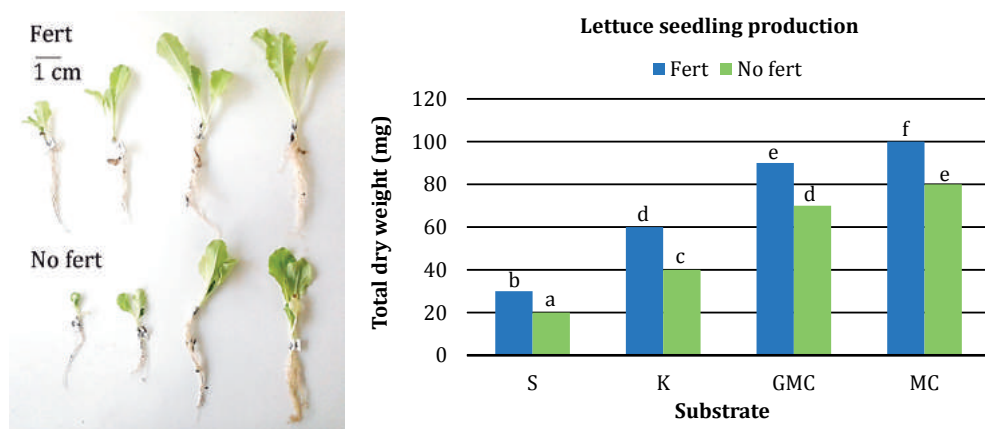 Fert
1 cm
No fert
Lettuce seedling production
Fert No fert
Total dry weight (mg)
120
100
80
60
40
20
0
b a d c e d f e
S K GMC MC
Substrate